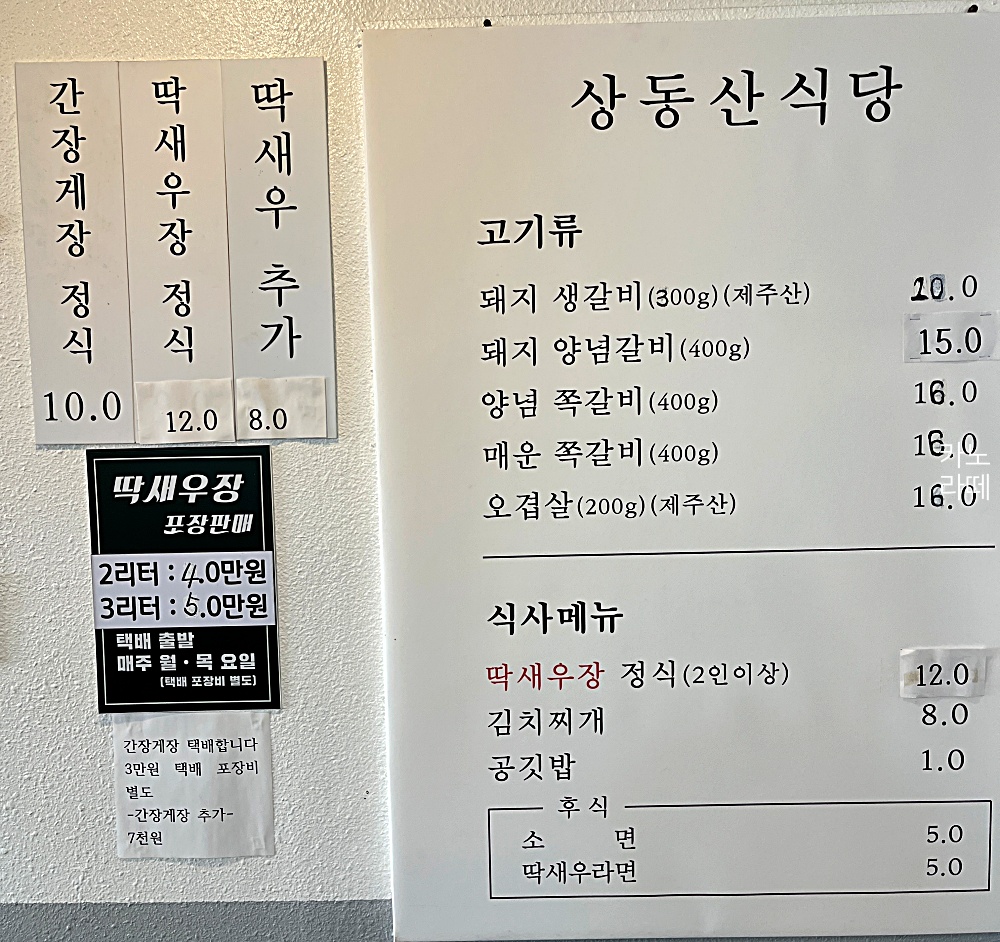 간장게장 정식
10.0
딱새우장 정식
12.0
딱새우 추가
8.0
딱새우장
포장판매
2리터 : 4.0만원
3리터 : 5.0만원
택배 출발
매주 월·목 요일
(택배 포장비 별도)
간장게장 택배합니다
3만원 택배 포장비
별도
-간장게장 추가-
7천원
상동산식당
고기류
돼지 생갈비(300g)(제주산) 20.0
돼지 양념갈비(400g) 15.0
양념 쪽갈비(400g) 16.0
매운 쪽갈비(400g) 16.0
오겹살(200g)(제주산) 16.0
카노
라떼
식사메뉴
딱새우장 정식(2인이상) 12.0
김치찌개 8.0
공깃밥 1.0
후식
소 면 5.0
딱새우라면 5.0